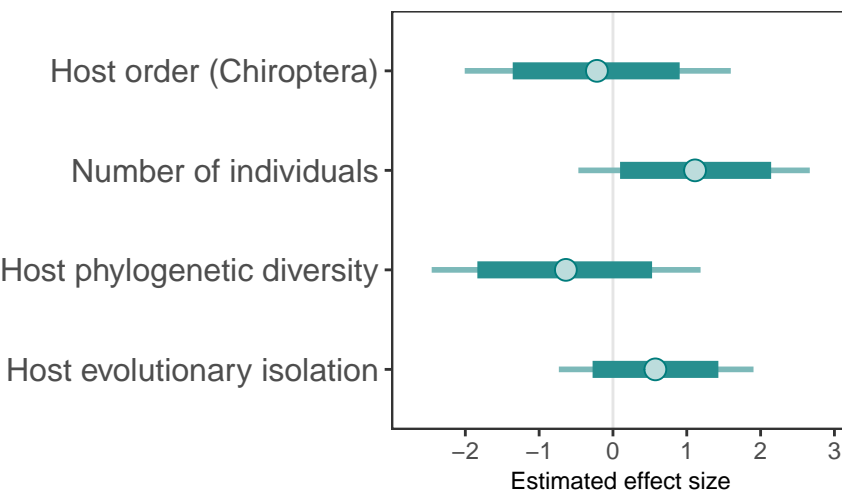 Host order (Chiroptera)
Number of individuals
Host phylogenetic diversity
Host evolutionary isolation
−2 −1 0 1 2 3
Estimated effect size